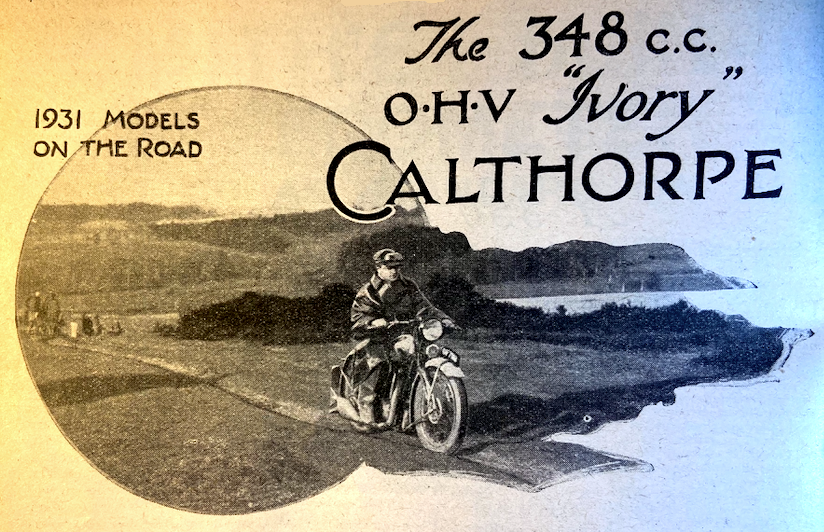 The 348 c.c.
O·H·V "Ivory"
CALTHORPE
1931 MODELS
ON THE ROAD